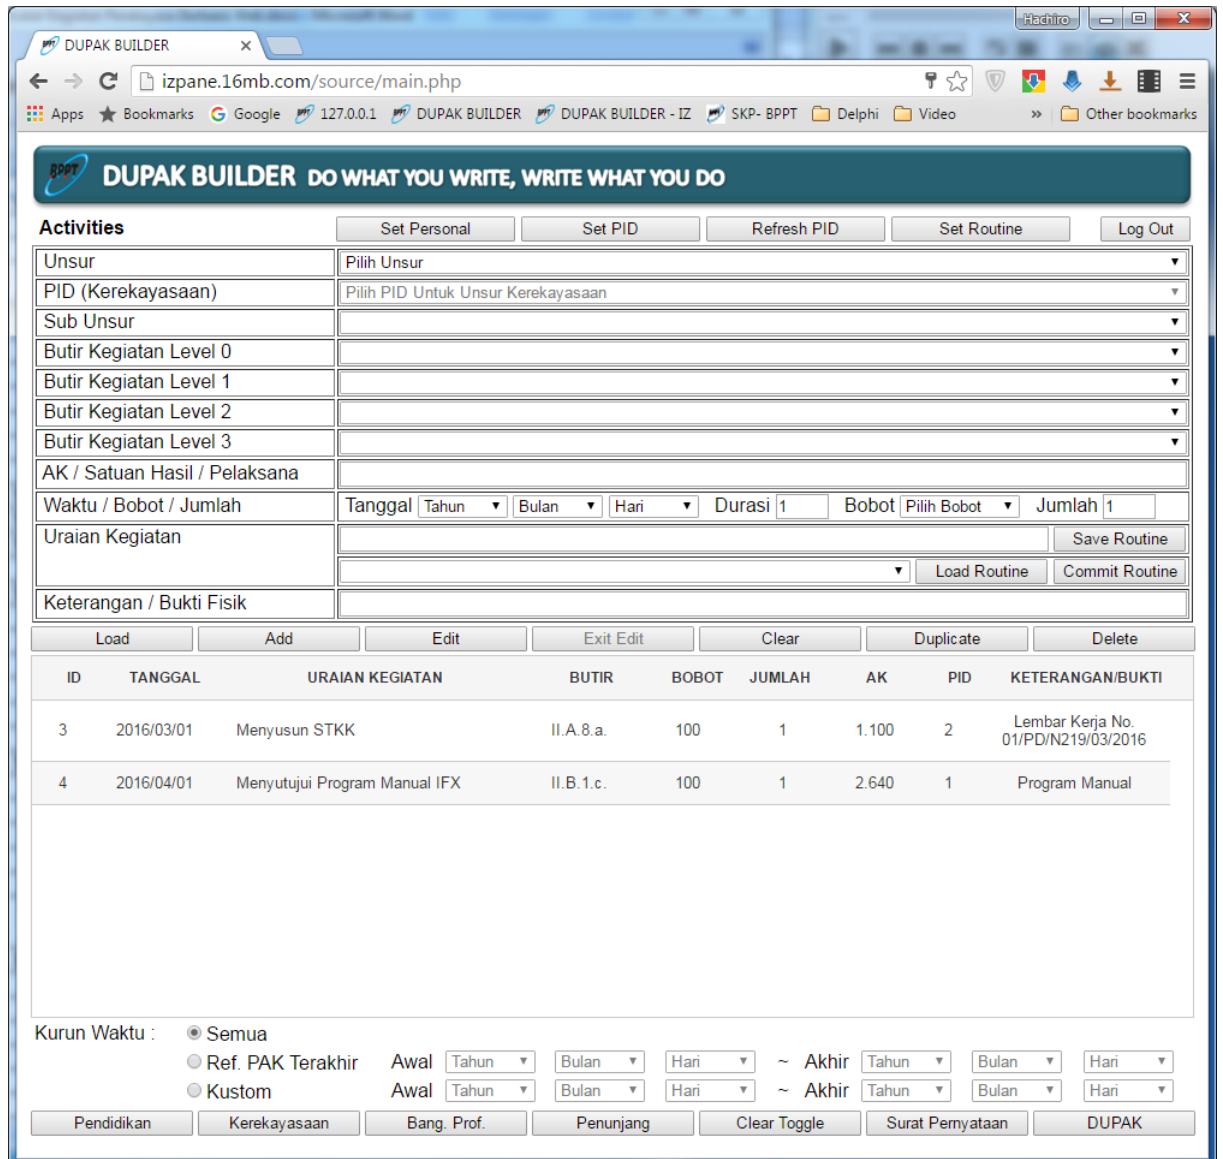 Hachiro
DUPAK BUILDER
izpane.16mb.com/source/main.php
Apps Bookmarks Google 127.0.0.1 DUPAK BUILDER DUPAK BUILDER - IZ SKP- BPPT Delphi Video » Other bookmarks
BPPT DUPAK BUILDER DO WHAT YOU WRITE, WRITE WHAT YOU DO
Activities Set Personal Set PID Refresh PID Set Routine Log Out
Unsur Pilih Unsur
PID (Kerekayasaan) Pilih PID Untuk Unsur Kerekayasaan
Sub Unsur
Butir Kegiatan Level 0
Butir Kegiatan Level 1
Butir Kegiatan Level 2
Butir Kegiatan Level 3
AK / Satuan Hasil / Pelaksana
Waktu / Bobot / Jumlah Tanggal Tahun Bulan Hari Durasi 1 Bobot Pilih Bobot Jumlah 1
Uraian Kegiatan Save Routine
Load Routine Commit Routine
Keterangan / Bukti Fisik
Load Add Edit Exit Edit Clear Duplicate Delete
ID TANGGAL URAIAN KEGIATAN BUTIR BOBOT JUMLAH AK PID KETERANGAN/BUKTI
3 2016/03/01 Menyusun STKK II.A.8.a. 100 1 1.100 2 Lembar Kerja No. 01/PD/N219/03/2016
4 2016/04/01 Menyutujui Program Manual IFX II.B.1.c. 100 1 2.640 1 Program Manual
Kurun Waktu : Semua
Ref. PAK Terakhir Awal Tahun Bulan Hari ~ Akhir Tahun Bulan Hari
Kustom Awal Tahun Bulan Hari ~ Akhir Tahun Bulan Hari
Pendidikan Kerekayasaan Bang. Prof. Penunjang Clear Toggle Surat Pernyataan DUPAK